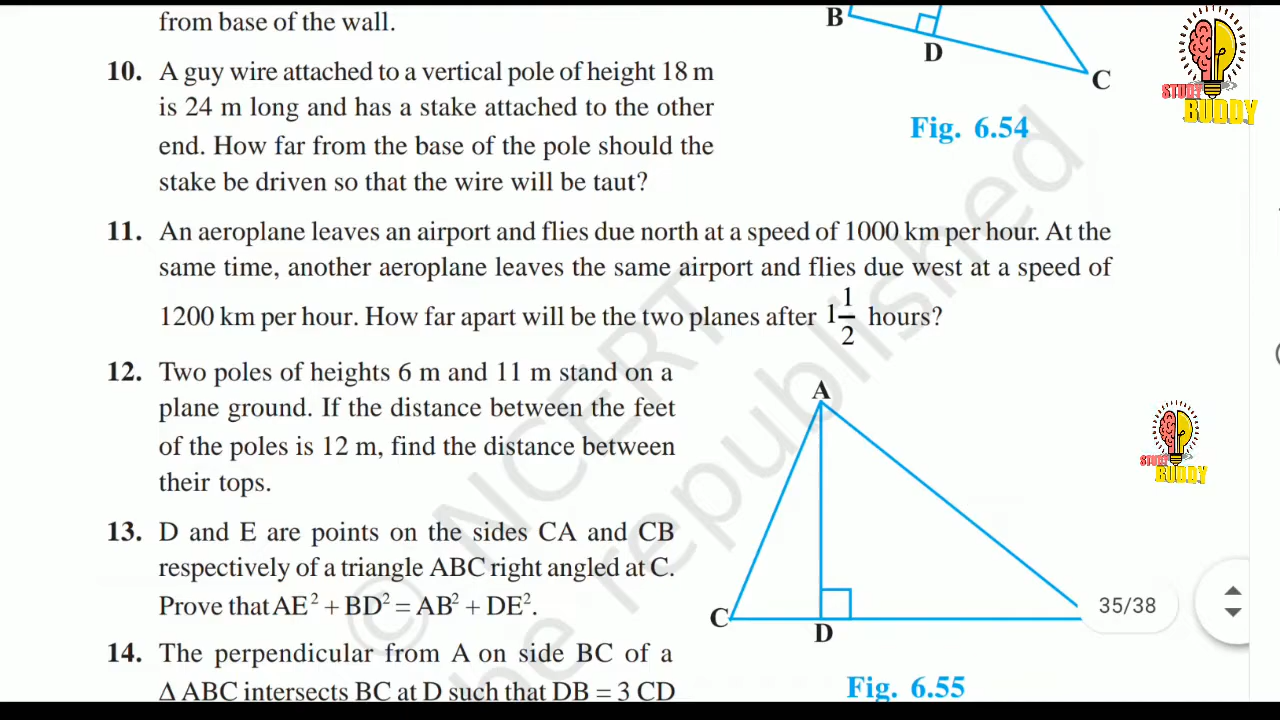 from base of the wall.
B
D
C
Fig. 6.54
STUDY
BUDDY
10. A guy wire attached to a vertical pole of height 18 m
is 24 m long and has a stake attached to the other
end. How far from the base of the pole should the
stake be driven so that the wire will be taut?
11. An aeroplane leaves an airport and flies due north at a speed of 1000 km per hour. At the
same time, another aeroplane leaves the same airport and flies due west at a speed of
1200 km per hour. How far apart will be the two planes after 1 1/2 hours?
12. Two poles of heights 6 m and 11 m stand on a
plane ground. If the distance between the feet
of the poles is 12 m, find the distance between
their tops.
13. D and E are points on the sides CA and CB
respectively of a triangle ABC right angled at C.
Prove that AE² + BD² = AB² + DE².
14. The perpendicular from A on side BC of a
Δ ABC intersects BC at D such that DB = 3 CD
A
C
D
Fig. 6.55
STUDY
BUDDY
35/38
© NCERT
be republished